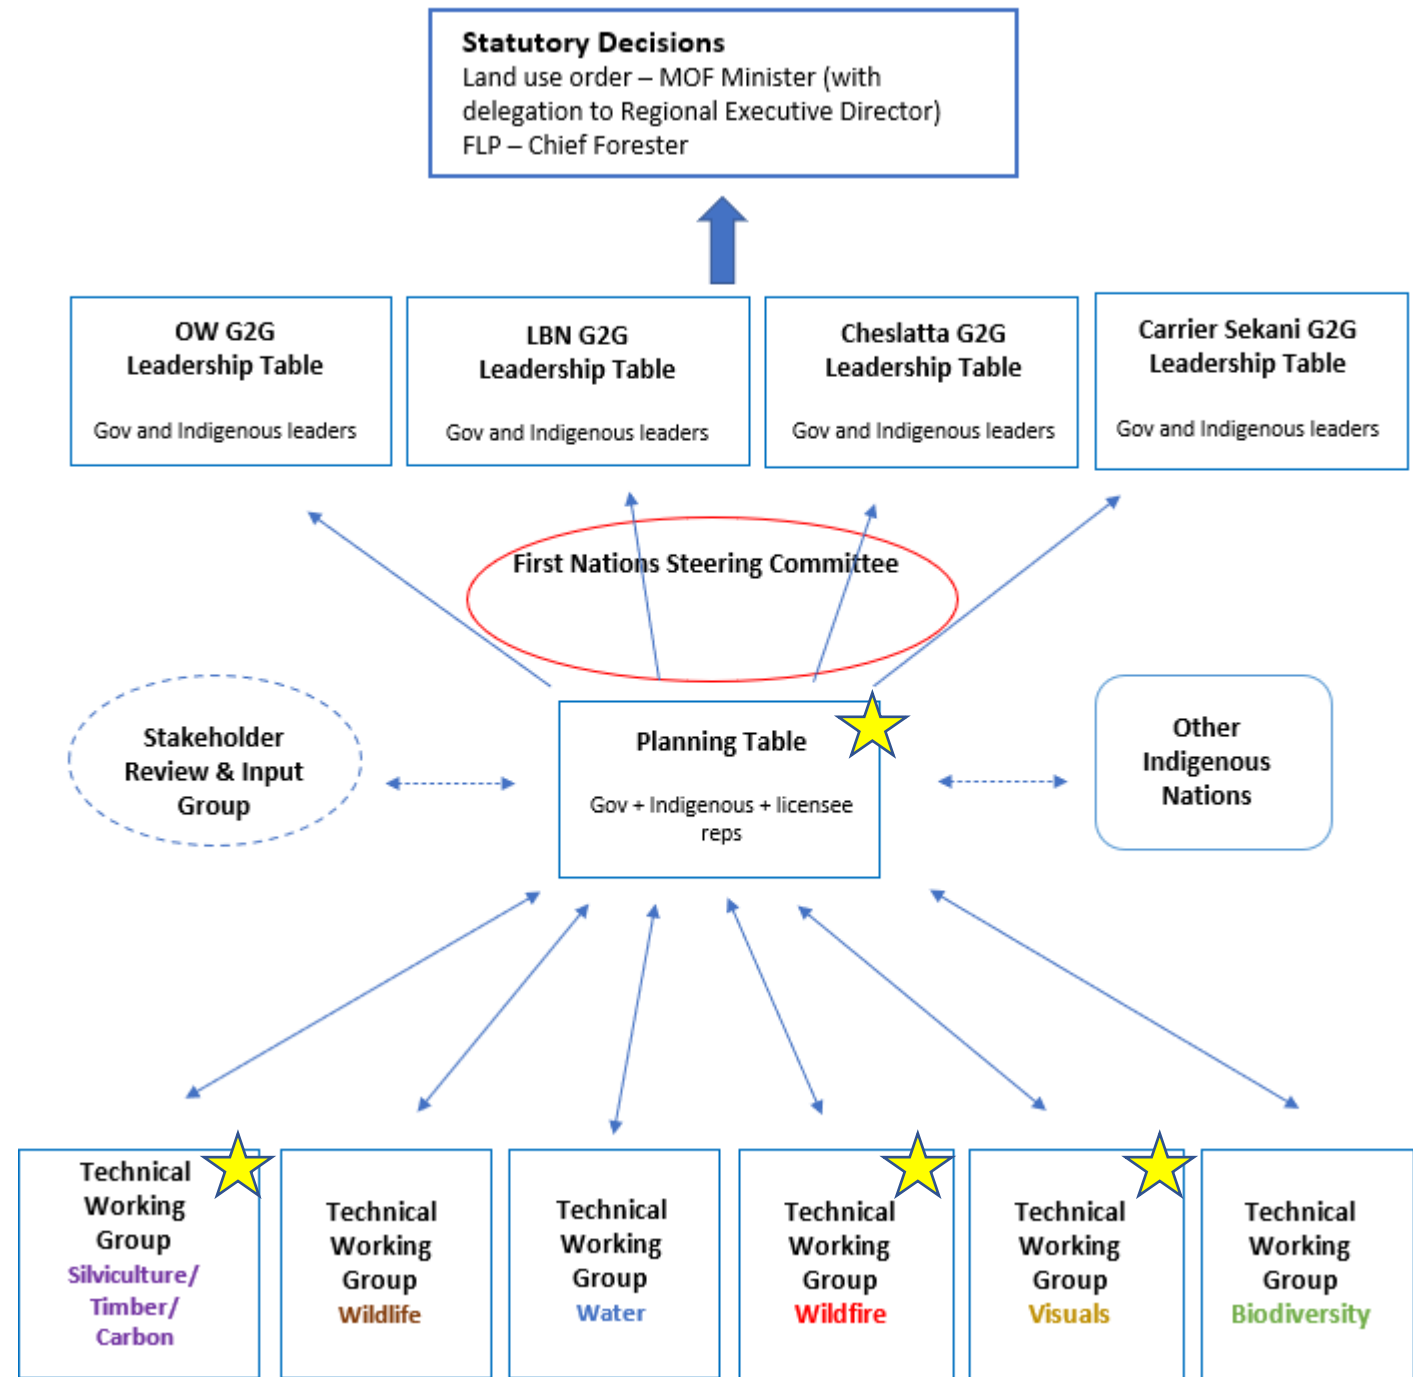 Statutory Decisions
Land use order – MOF Minister (with
delegation to Regional Executive Director)
FLP – Chief Forester
OW G2G
Leadership Table
Gov and Indigenous leaders
LBN G2G
Leadership Table
Gov and Indigenous leaders
Cheslatta G2G
Leadership Table
Gov and Indigenous leaders
Carrier Sekani G2G
Leadership Table
Gov and Indigenous leaders
First Nations Steering Committee
Stakeholder
Review & Input
Group
Planning Table
Gov + Indigenous + licensee
reps
Other
Indigenous
Nations
Technical
Working
Group
Silviculture/
Timber/
Carbon
Technical
Working
Group
Wildlife
Technical
Working
Group
Water
Technical
Working
Group
Wildfire
Technical
Working
Group
Visuals
Technical
Working
Group
Biodiversity